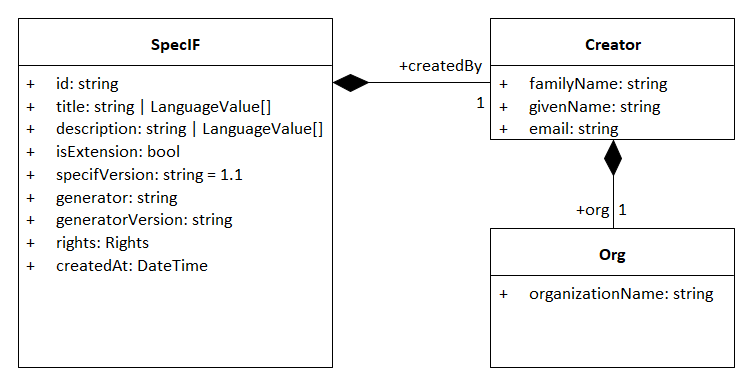 SpecIF
+ id: string
+ title: string | LanguageValue[]
+ description: string | LanguageValue[]
+ isExtension: bool
+ specifVersion: string = 1.1
+ generator: string
+ generatorVersion: string
+ rights: Rights
+ createdAt: DateTime
+createdBy
1
Creator
+ familyName: string
+ givenName: string
+ email: string
+org 1
Org
+ organizationName: string